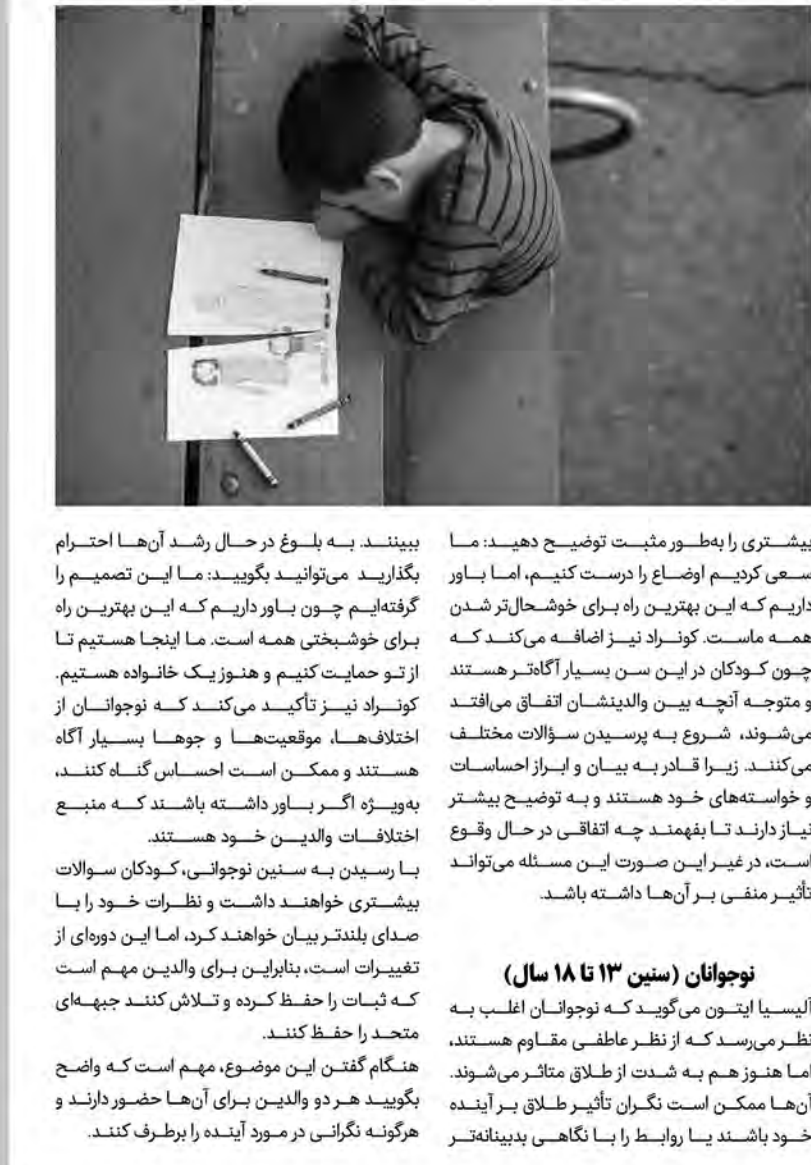 بیشتری را به‌طور مثبت توضیح دهید: ما
سعی کردیم اوضاع را درست کنیم، اما باور
داریم که این بهترین راه برای خوشحال‌تر شدن
همه ماست. کونراد نیز اضافه می‌کند که
چون کودکان در این سن بسیار آگاه‌تر هستند
و متوجه آنچه بین والدینشان اتفاق می‌افتد
می‌شوند، شروع به پرسیدن سؤالات مختلف
می‌کنند. زیرا قادر به بیان و ابراز احساسات
و خواسته‌های خود هستند و به توضیح بیشتر
نیاز دارند تا بفهمند چه اتفاقی در حال وقوع
است، در غیر این صورت این مسئله می‌تواند
تأثیر منفی بر آن‌ها داشته باشد.
نوجوانان (سنین ۱۳ تا ۱۸ سال)
آلیسیا ایتون می‌گوید که نوجوانان اغلب به
نظر می‌رسد که از نظر عاطفی مقاوم هستند،
اما هنوز هم به شدت از طلاق متاثر می‌شوند.
آن‌ها ممکن است نگران تأثیر طلاق بر آینده
خود باشند یا روابط را با نگاهی بدبینانه‌تر
ببینند. به بلوغ در حال رشد آن‌ها احترام
بگذارید می‌توانید بگویید: ما این تصمیم را
گرفته‌ایم چون باور داریم که این بهترین راه
برای خوشبختی همه است. ما اینجا هستیم تا
از تو حمایت کنیم و هنوز یک خانواده هستیم.
کونراد نیز تأکید می‌کند که نوجوانان از
اختلاف‌ها، موقعیت‌ها و جوها بسیار آگاه
هستند و ممکن است احساس گناه کنند،
به‌ویژه اگر باور داشته باشند که منبع
اختلافات والدین خود هستند.
با رسیدن به سنین نوجوانی، کودکان سوالات
بیشتری خواهند داشت و نظرات خود را با
صدای بلندتر بیان خواهند کرد، اما این دوره‌ای از
تغییرات است، بنابراین برای والدین مهم است
که ثبات را حفظ کرده و تلاش کنند جبهه‌ای
متحد را حفظ کنند.
هنگام گفتن این موضوع، مهم است که واضح
بگویید هر دو والدین برای آن‌ها حضور دارند و
هرگونه نگرانی در مورد آینده را برطرف کنند.